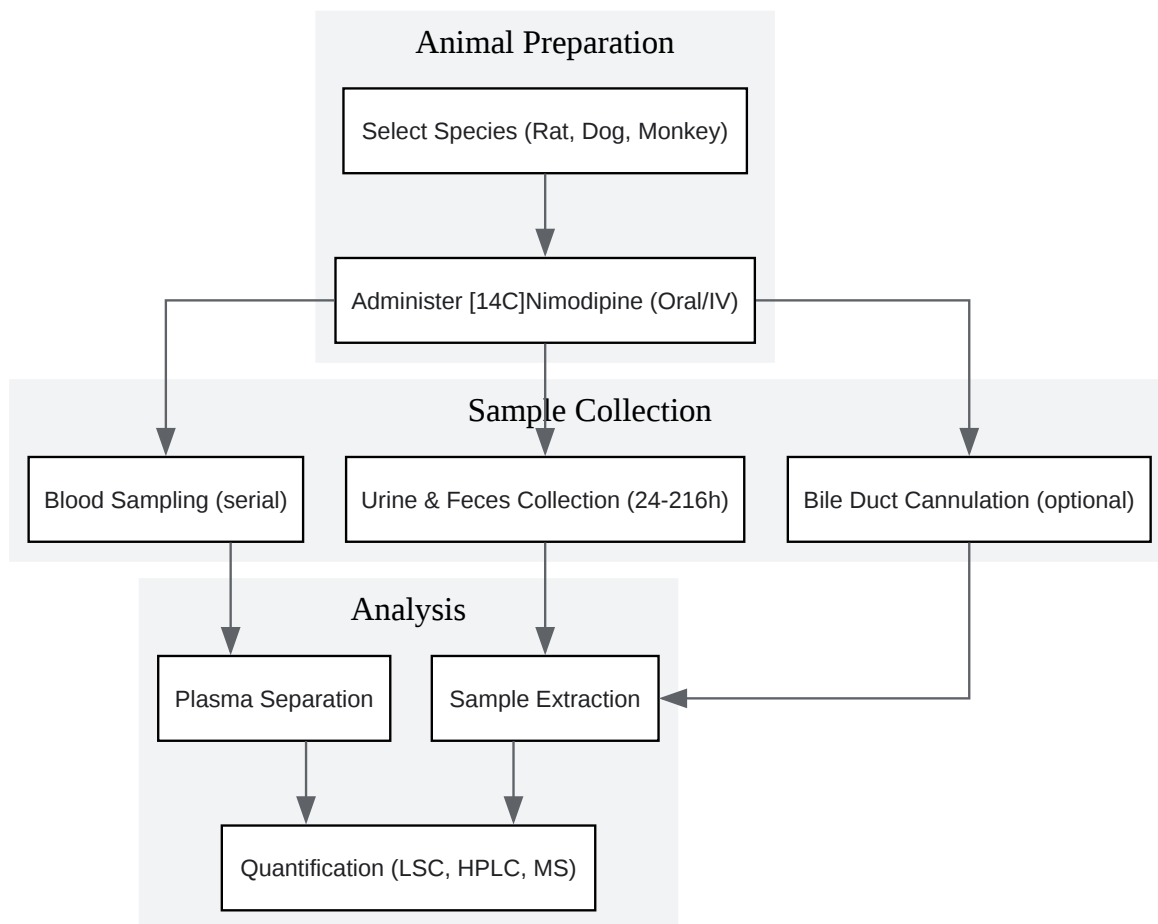 Animal Preparation
Select Species (Rat, Dog, Monkey)
Administer [14C]Nimodipine (Oral/IV)
Sample Collection
Blood Sampling (serial)
Urine & Feces Collection (24-216h)
Bile Duct Cannulation (optional)
Analysis
Plasma Separation
Sample Extraction
Quantification (LSC, HPLC, MS)